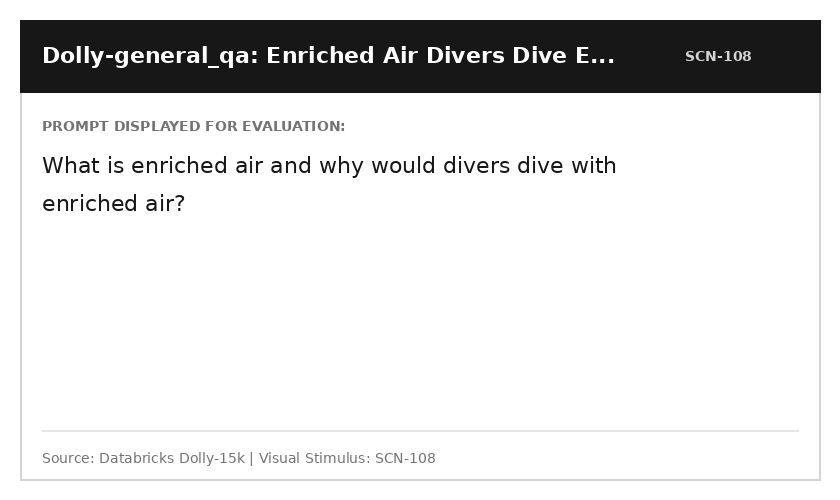 Dolly-general_qa: Enriched Air Divers Dive E... SCN-108
PROMPT DISPLAYED FOR EVALUATION:
What is enriched air and why would divers dive with
enriched air?
Source: Databricks Dolly-15k | Visual Stimulus: SCN-108